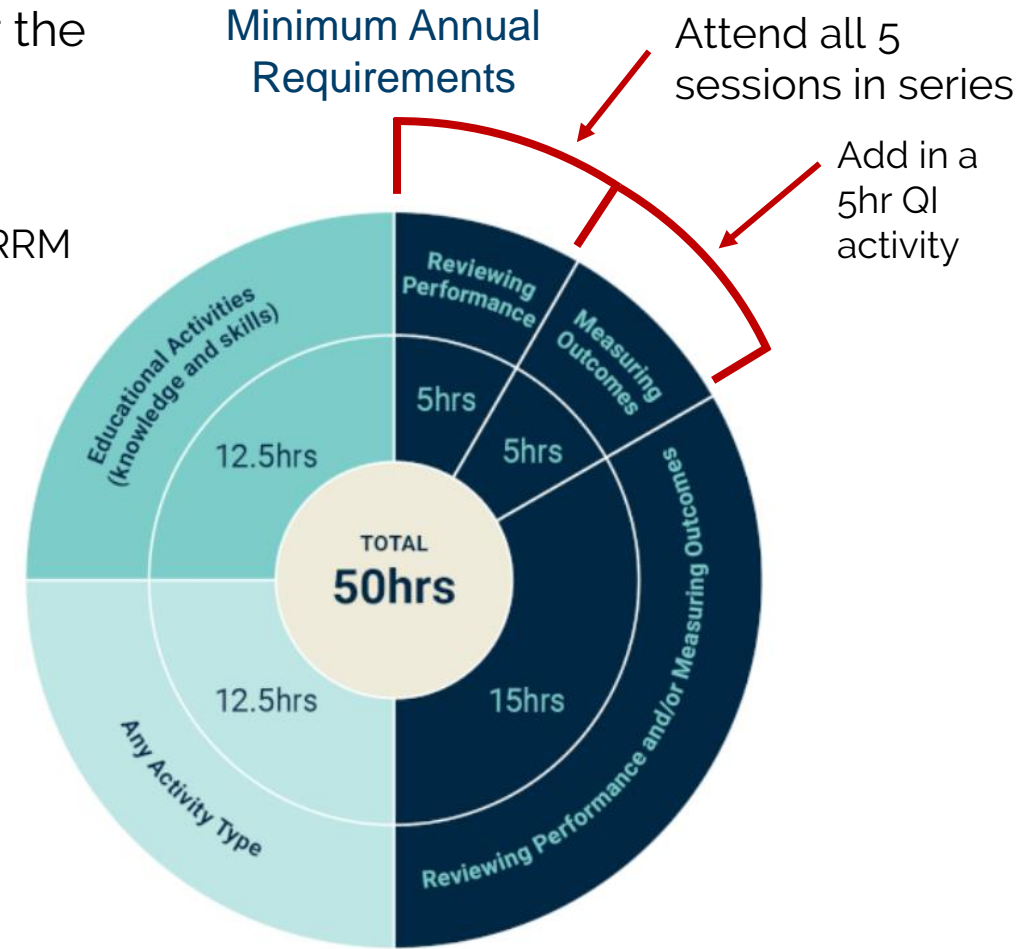 the
Minimum Annual
Requirements
Attend all 5
sessions in series
Add in a
5hr QI
activity
RRM
Reviewing
Performance
Measuring
Outcomes
Educational Activities
(knowledge and skills)
5hrs
5hrs
12.5hrs
TOTAL
50hrs
12.5hrs
15hrs
Any Activity Type
Reviewing Performance and/or Measuring Outcomes